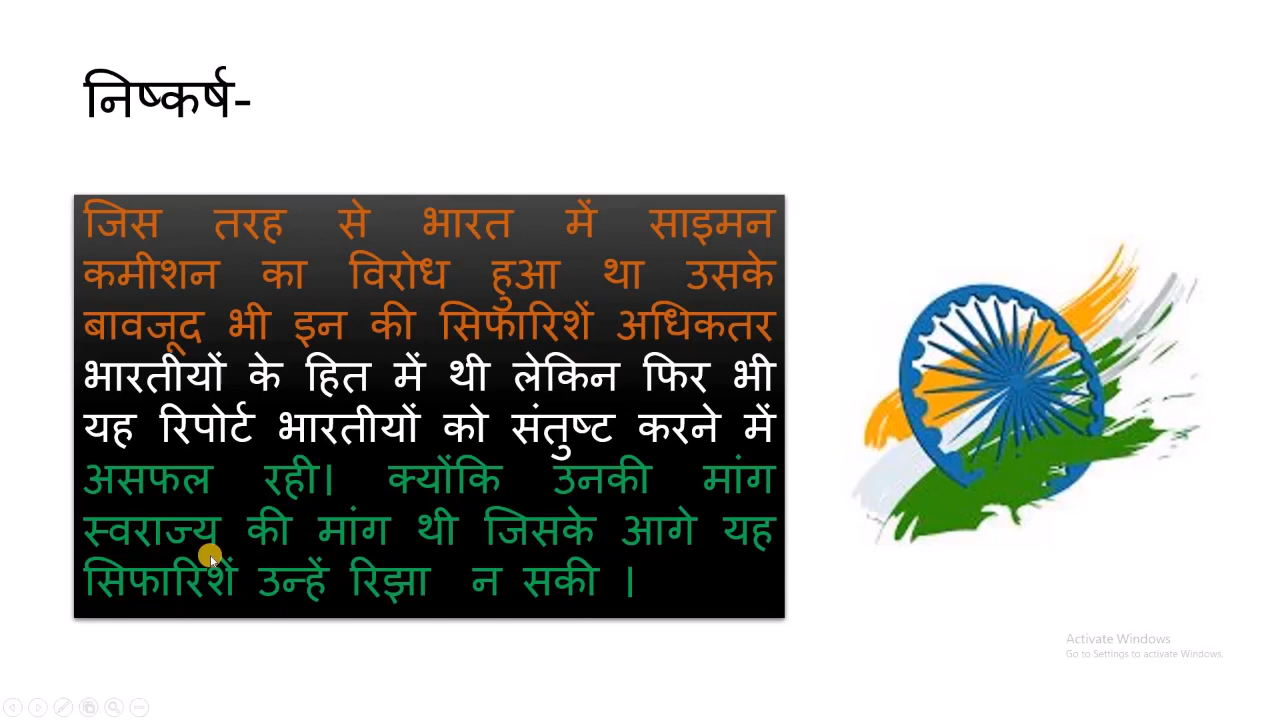 निष्कर्ष-
जिस तरह से भारत में साइमन
कमीशन का विरोध हुआ था उसके
बावजूद भी इन की सिफारिशें अधिकतर
भारतीयों के हित में थी लेकिन फिर भी
यह रिपोर्ट भारतीयों को संतुष्ट करने में
असफल रही। क्योंकि उनकी मांग
स्वराज्य की मांग थी जिसके आगे यह
सिफारिशें उन्हें रिझा न सकी ।
Activate Windows
Go to Settings to activate Windows.